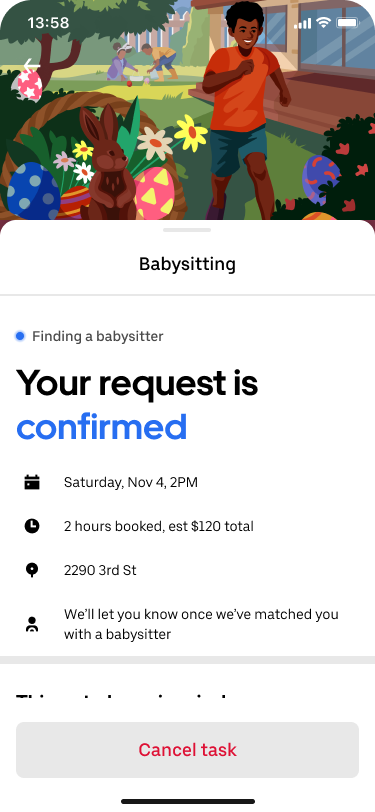 13:58
Babysitting
Finding a babysitter
Your request is
confirmed
Saturday, Nov 4, 2PM
2 hours booked, est $120 total
2290 3rd St
We’ll let you know once we’ve matched you
with a babysitter
Cancel task